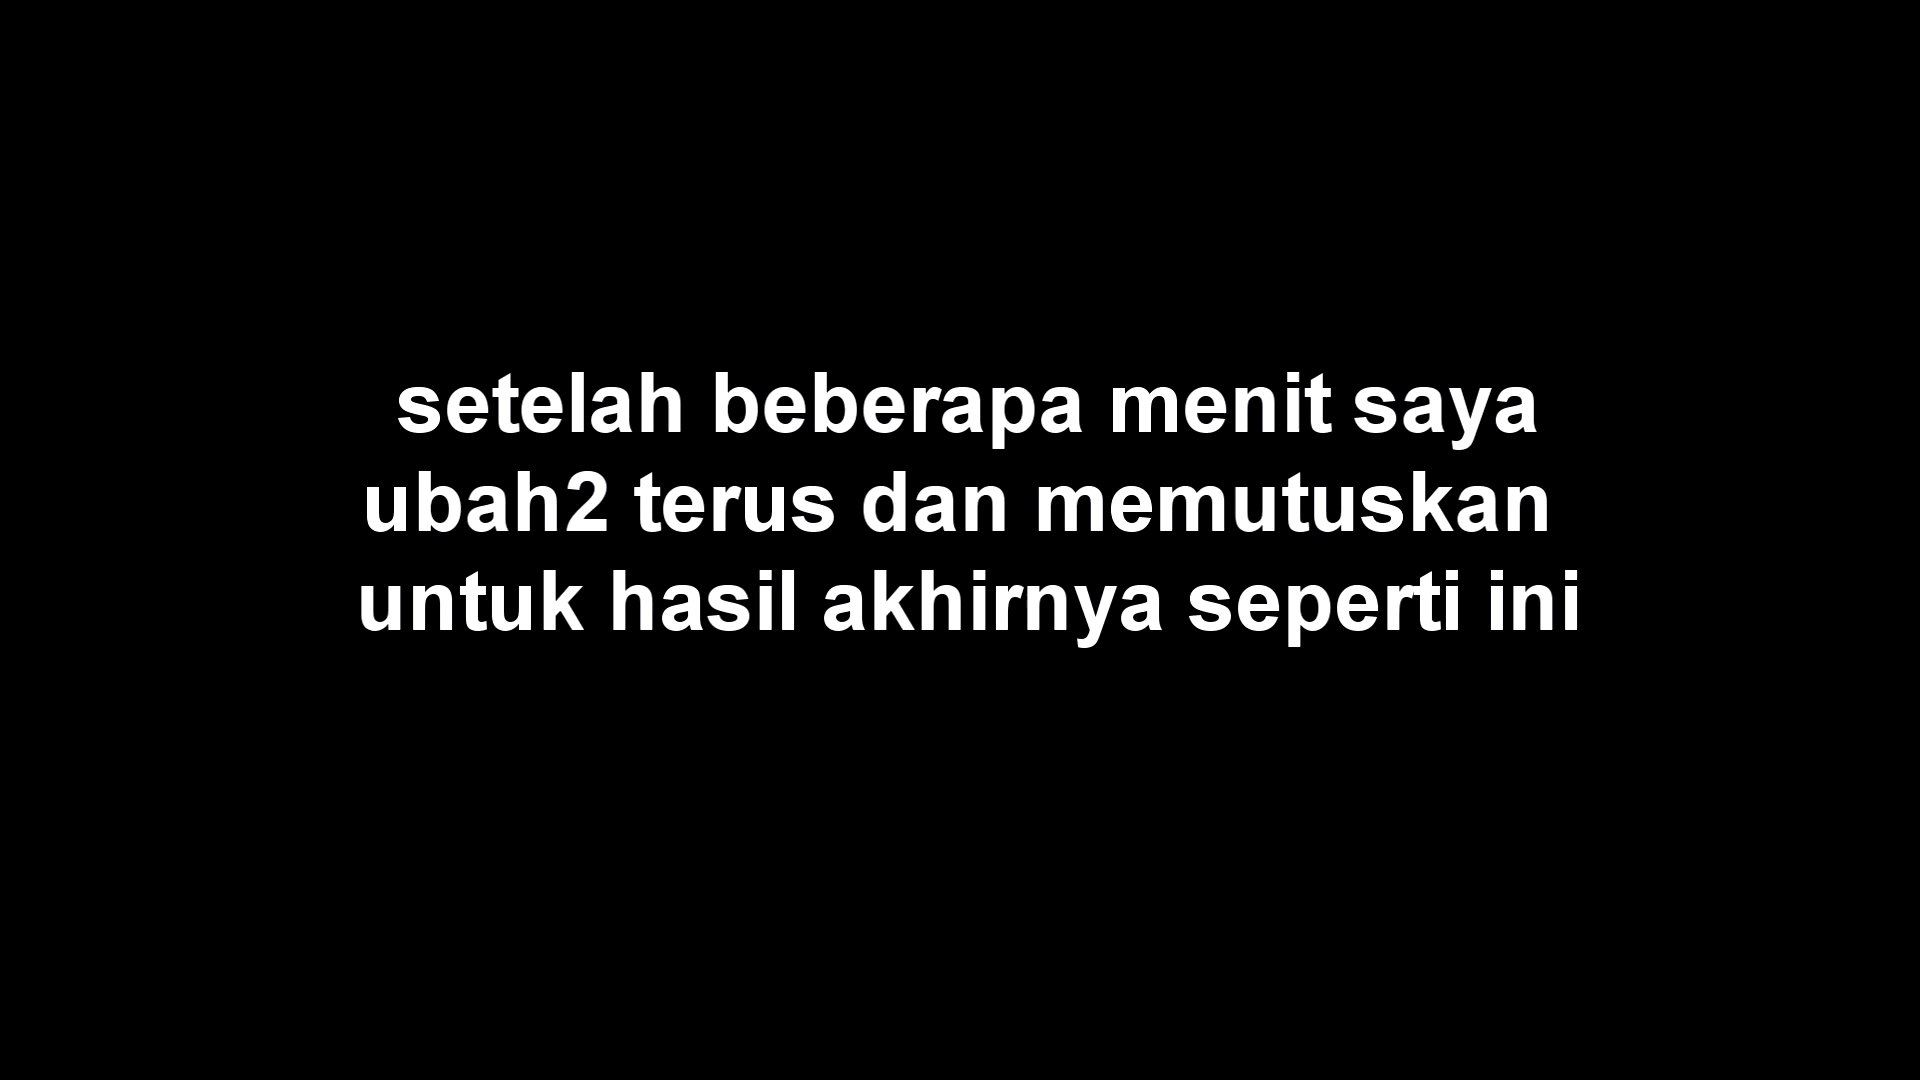 setelah beberapa menit saya
ubah2 terus dan memutuskan
untuk hasil akhirnya seperti ini